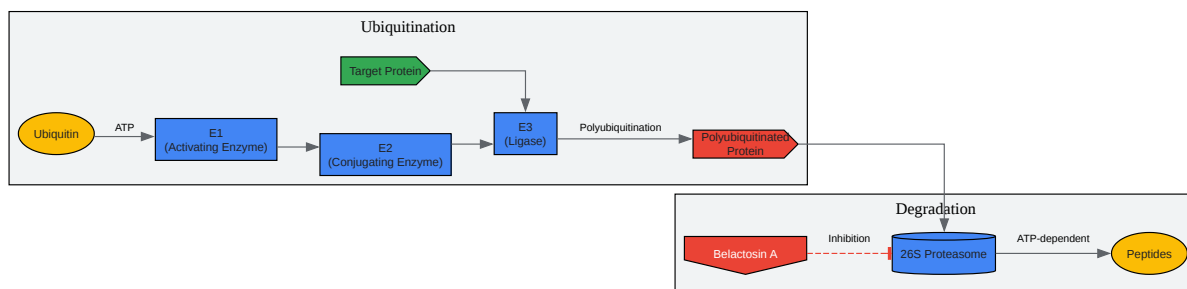 Ubiquitination
Target Protein
Ubiquitin
ATP
E1
(Activating Enzyme)
E2
(Conjugating Enzyme)
E3
(Ligase)
Polyubiquitination
Polyubiquitinated
Protein
Degradation
Belactosin A
Inhibition
26S Proteasome
ATP-dependent
Peptides